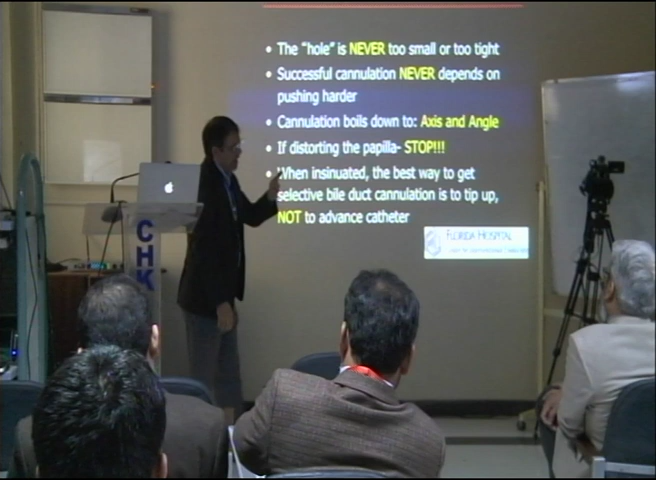 • The "hole" is NEVER too small or too tight
• Successful cannulation NEVER depends on
pushing harder
• Cannulation boils down to: Axis and Angle
• If distorting the papilla- STOP!!!
• When insinuated, the best way to get
selective bile duct cannulation is to tip up,
NOT to advance catheter
FLORIDA HOSPITAL
CHK